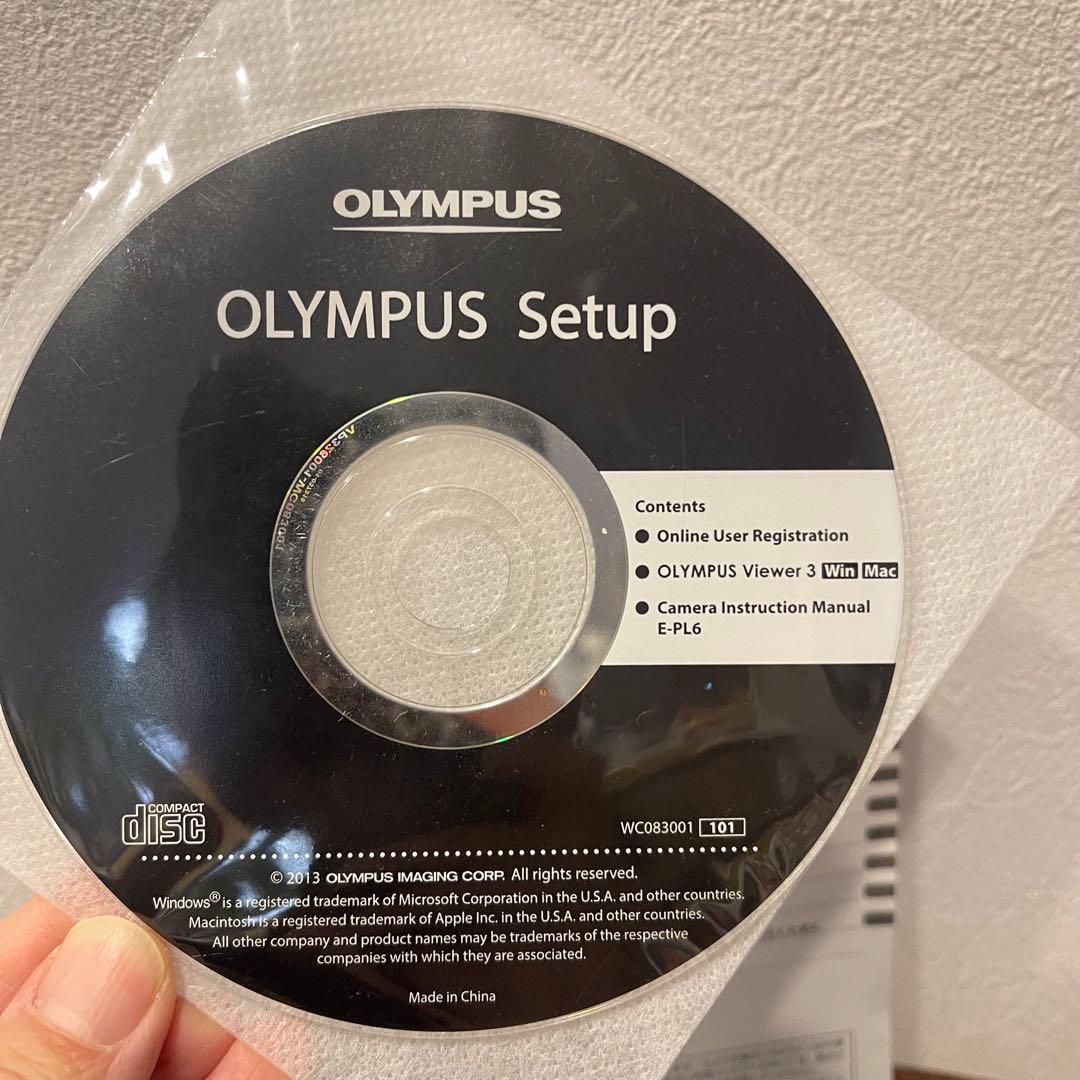 OLYMPUS
OLYMPUS Setup
Contents
● Online User Registration
● OLYMPUS Viewer 3 Win Mac
● Camera Instruction Manual
E-PL6
COMPACT
disc
WC083001 101
© 2013 OLYMPUS IMAGING CORP. All rights reserved.
Windows® is a registered trademark of Microsoft Corporation in the U.S.A. and other countries.
Macintosh is a registered trademark of Apple Inc. in the U.S.A. and other countries.
All other company and product names may be trademarks of the respective
companies with which they are associated.
Made in China